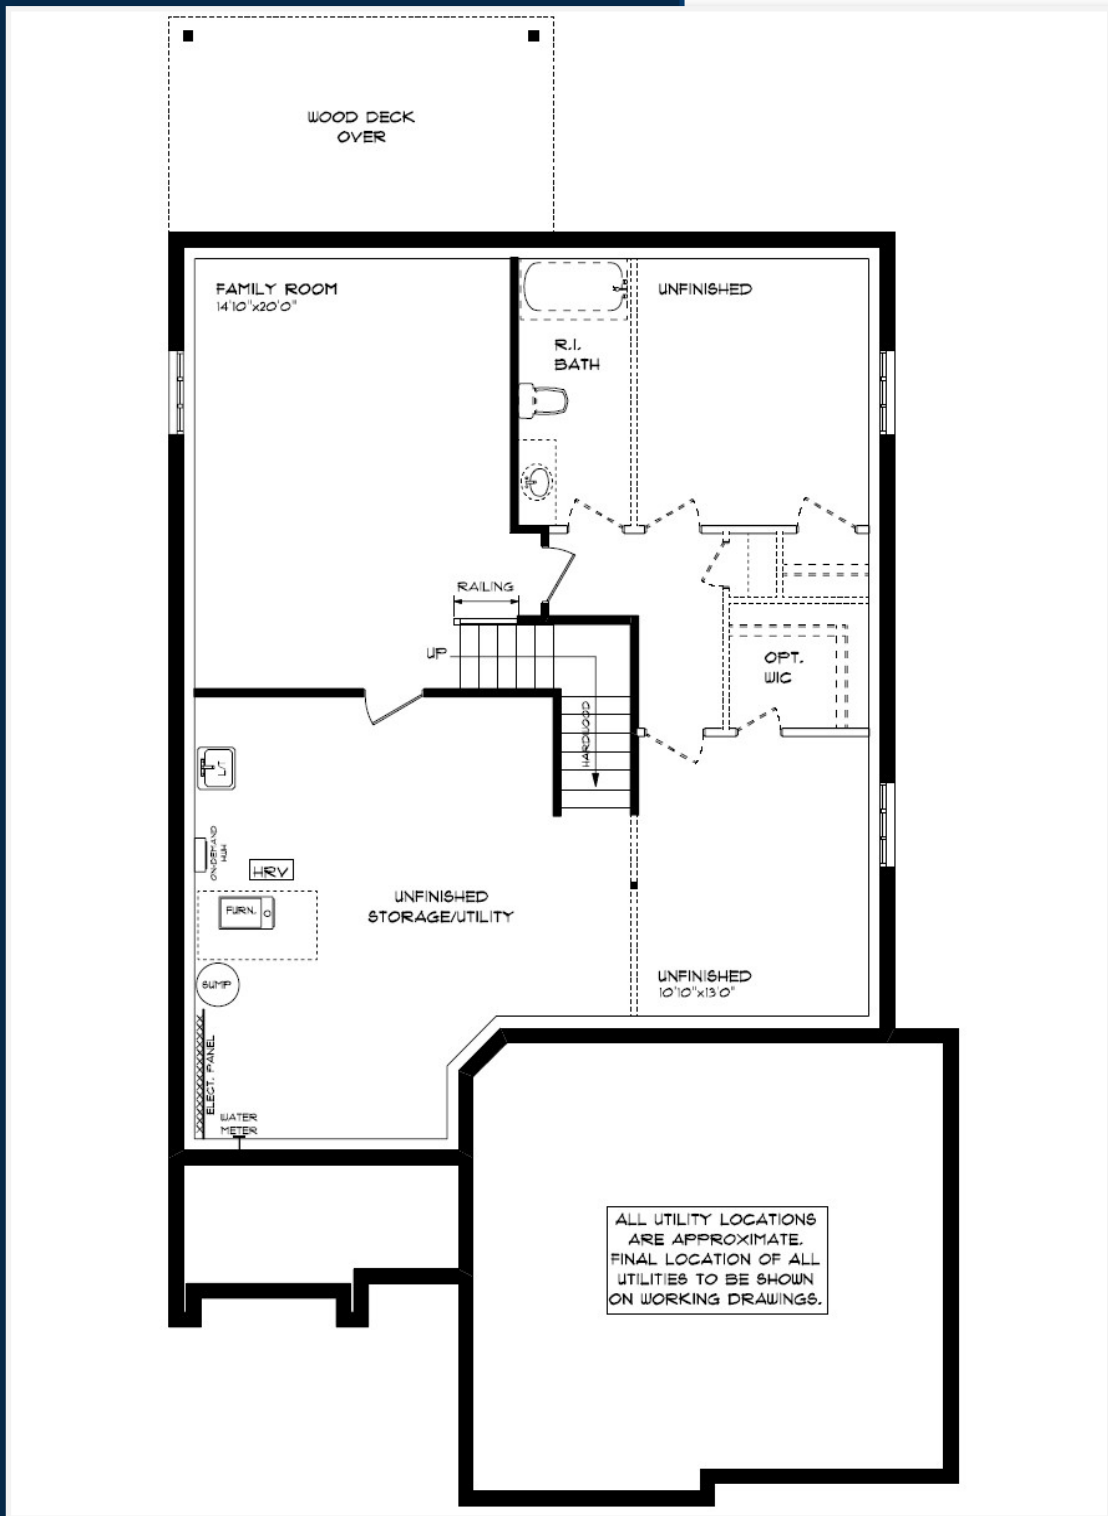 WOOD DECK
OVER
FAMILY ROOM
14'10"x20'0"
UNFINISHED
R.I.
BATH
RAILING
UP
OPT.
WIC
HARDWOOD
L/T
ON-DEMAND
HWH
HRV
FURN.
UNFINISHED
STORAGE/UTILITY
SUMP
UNFINISHED
10'10"x13'0"
ELECT. PANEL
WATER
METER
ALL UTILITY LOCATIONS
ARE APPROXIMATE.
FINAL LOCATION OF ALL
UTILITIES TO BE SHOWN
ON WORKING DRAWINGS.